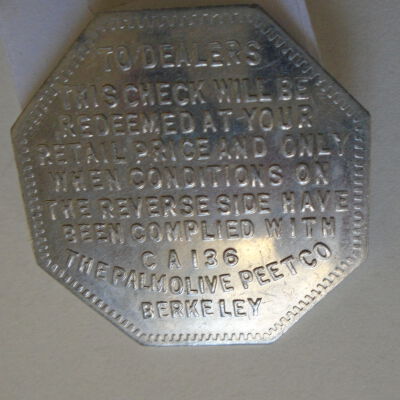 TO DEALERS
THIS CHECK WILL BE
REDEEMED AT YOUR
RETAIL PRICE AND ONLY
WHEN CONDITIONS ON
THE REVERSE SIDE HAVE
BEEN COMPLIED WITH
CA136
THE PALMOLIVE PEET CO
BERKELEY